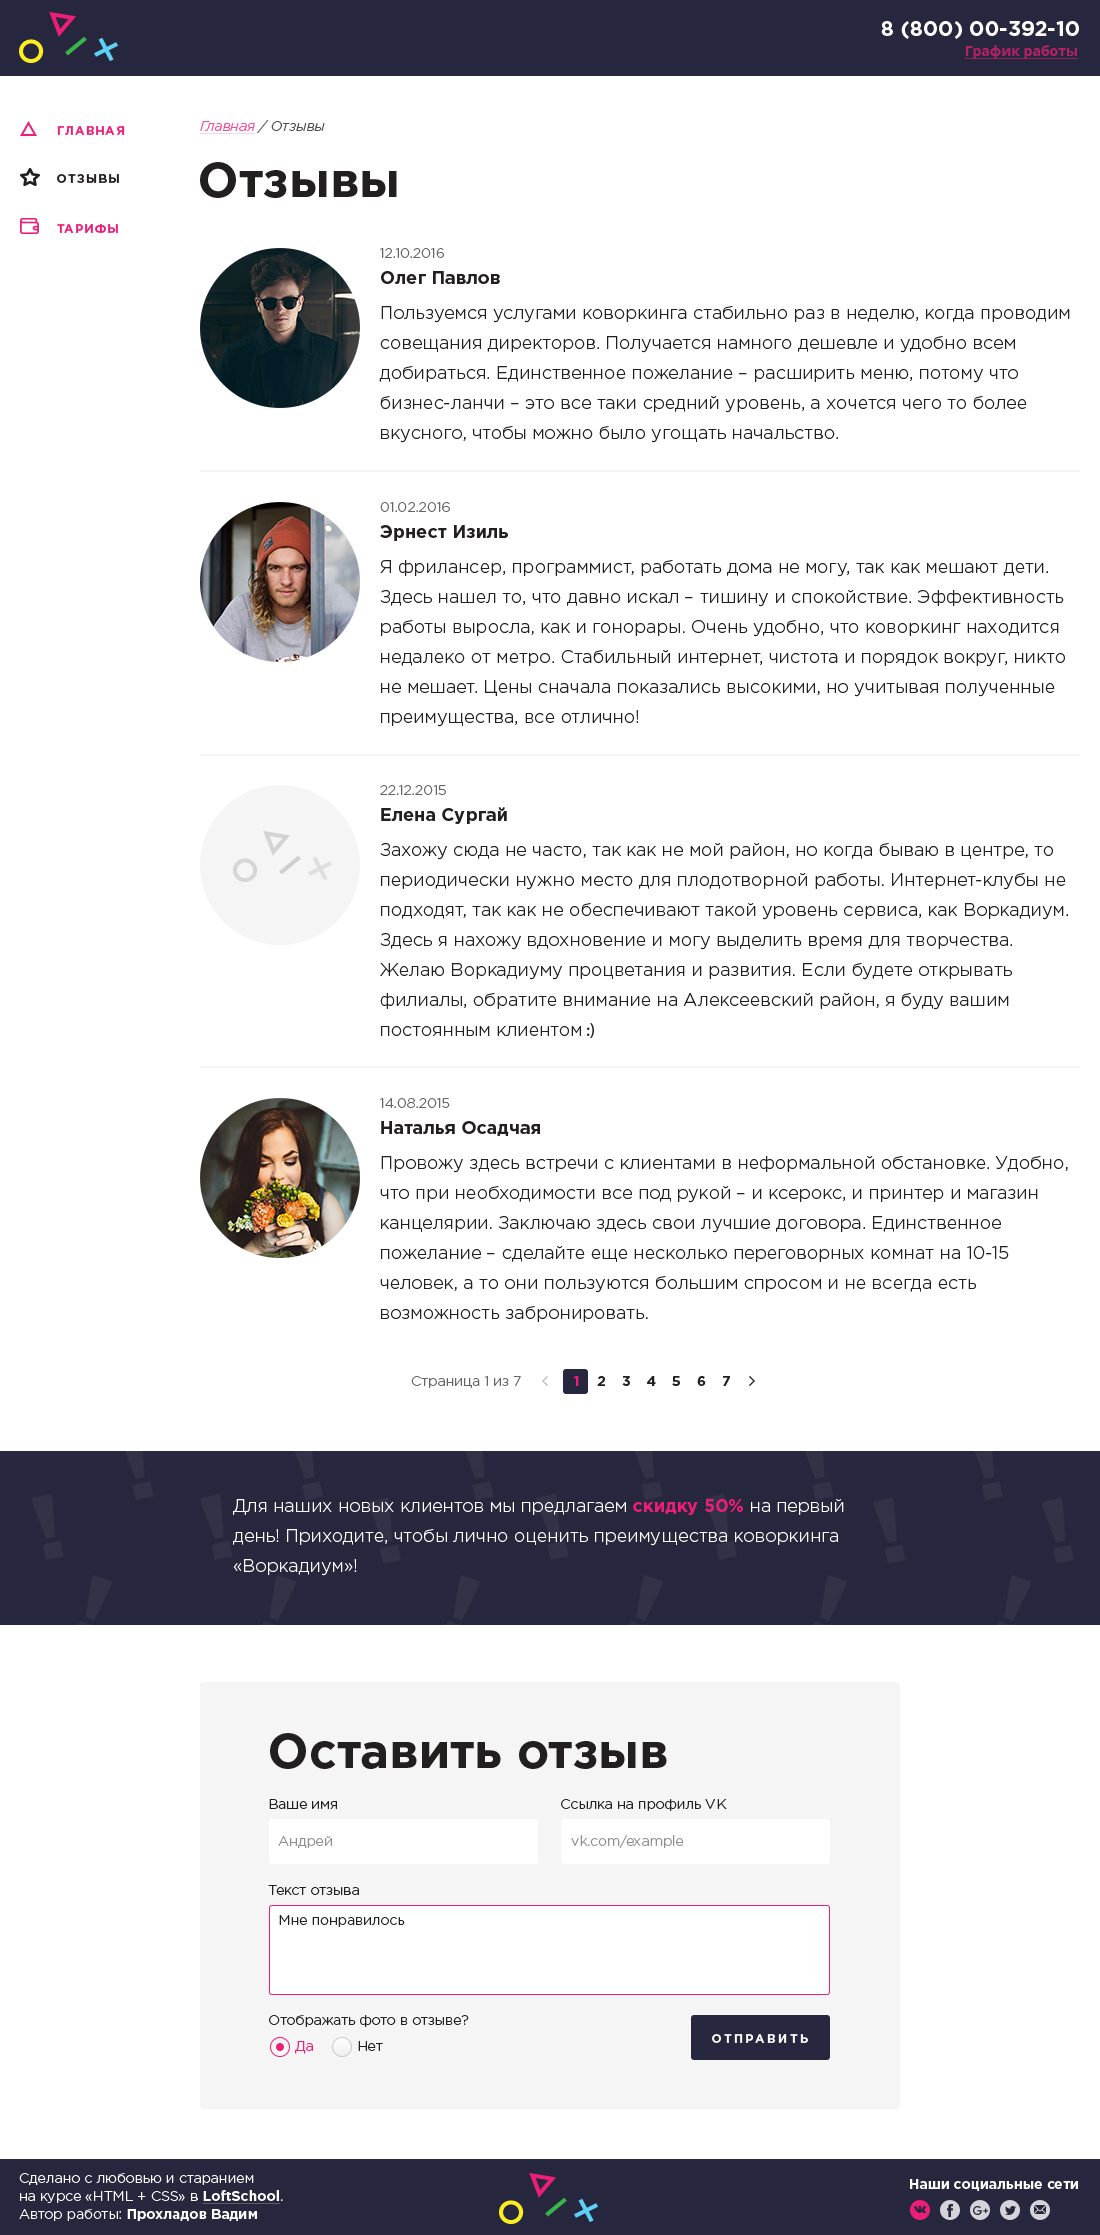 8 (800) 00-392-10
График работы
ГЛАВНАЯ
ОТЗЫВЫ
ТАРИФЫ
Главная / Отзывы
Отзывы
12.10.2016
Олег Павлов
Пользуемся услугами коворкинга стабильно раз в неделю, когда проводим
совещания директоров. Получается намного дешевле и удобно всем
добираться. Единственное пожелание – расширить меню, потому что
бизнес-ланчи – это все таки средний уровень, а хочется чего то более
вкусного, чтобы можно было угощать начальство.
01.02.2016
Эрнест Изиль
Я фрилансер, программист, работать дома не могу, так как мешают дети.
Здесь нашел то, что давно искал – тишину и спокойствие. Эффективность
работы выросла, как и гонорары. Очень удобно, что коворкинг находится
недалеко от метро. Стабильный интернет, чистота и порядок вокруг, никто
не мешает. Цены сначала показались высокими, но учитывая полученные
преимущества, все отлично!
22.12.2015
Елена Сургай
Захожу сюда не часто, так как не мой район, но когда бываю в центре, то
периодически нужно место для плодотворной работы. Интернет-клубы не
подходят, так как не обеспечивают такой уровень сервиса, как Воркадиум.
Здесь я нахожу вдохновение и могу выделить время для творчества.
Желаю Воркадиуму процветания и развития. Если будете открывать
филиалы, обратите внимание на Алексеевский район, я буду вашим
постоянным клиентом :)
14.08.2015
Наталья Осадчая
Провожу здесь встречи с клиентами в неформальной обстановке. Удобно,
что при необходимости все под рукой – и ксерокс, и принтер и магазин
канцелярии. Заключаю здесь свои лучшие договора. Единственное
пожелание – сделайте еще несколько переговорных комнат на 10-15
человек, а то они пользуются большим спросом и не всегда есть
возможность забронировать.
Страница 1 из 7 1 2 3 4 5 6 7
Для наших новых клиентов мы предлагаем скидку 50% на первый
день! Приходите, чтобы лично оценить преимущества коворкинга
«Воркадиум»!
Оставить отзыв
Ваше имя
Ссылка на профиль VK
Андрей
vk.com/example
Текст отзыва
Мне понравилось
Отображать фото в отзыве?
Да Нет
ОТПРАВИТЬ
Сделано с любовью и старанием
на курсе «HTML + CSS» в LoftSchool.
Автор работы: Прохладов Вадим
Наши социальные сети